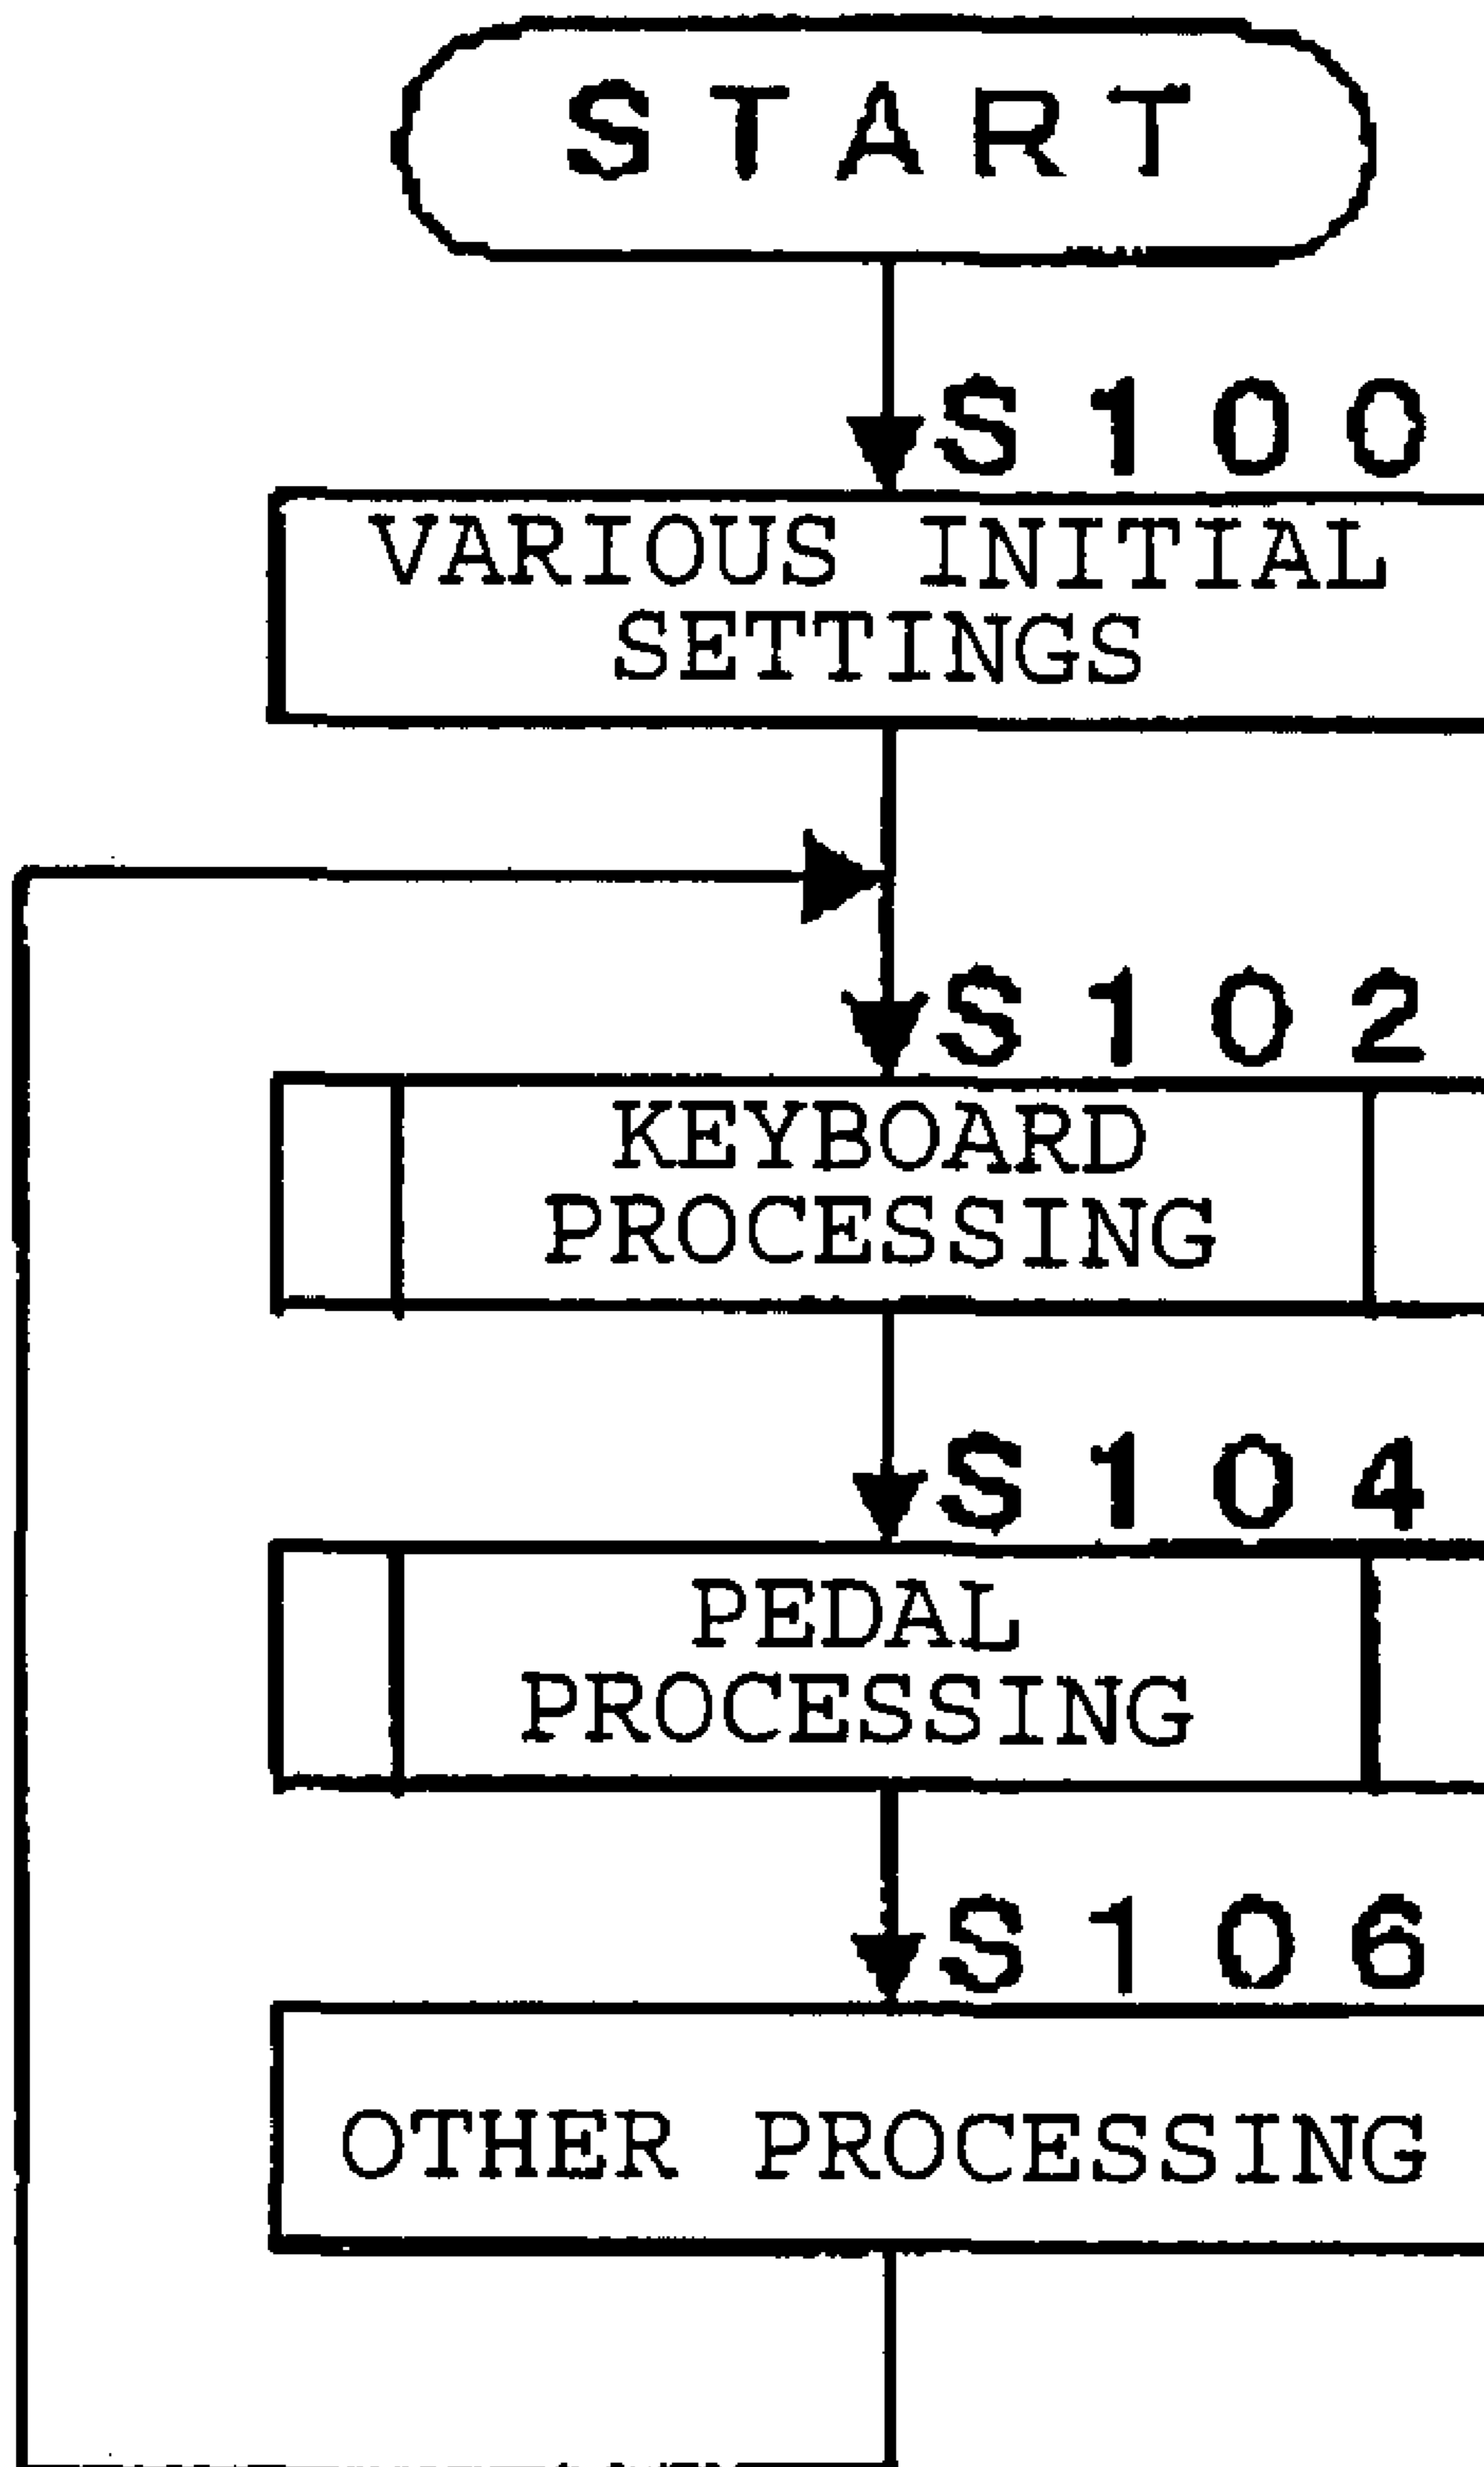 START
S100
VARIOUS INITIAL
SETTINGS
S102
KEYBOARD
PROCESSING
S104
PEDAL
PROCESSING
S106
OTHER PROCESSING